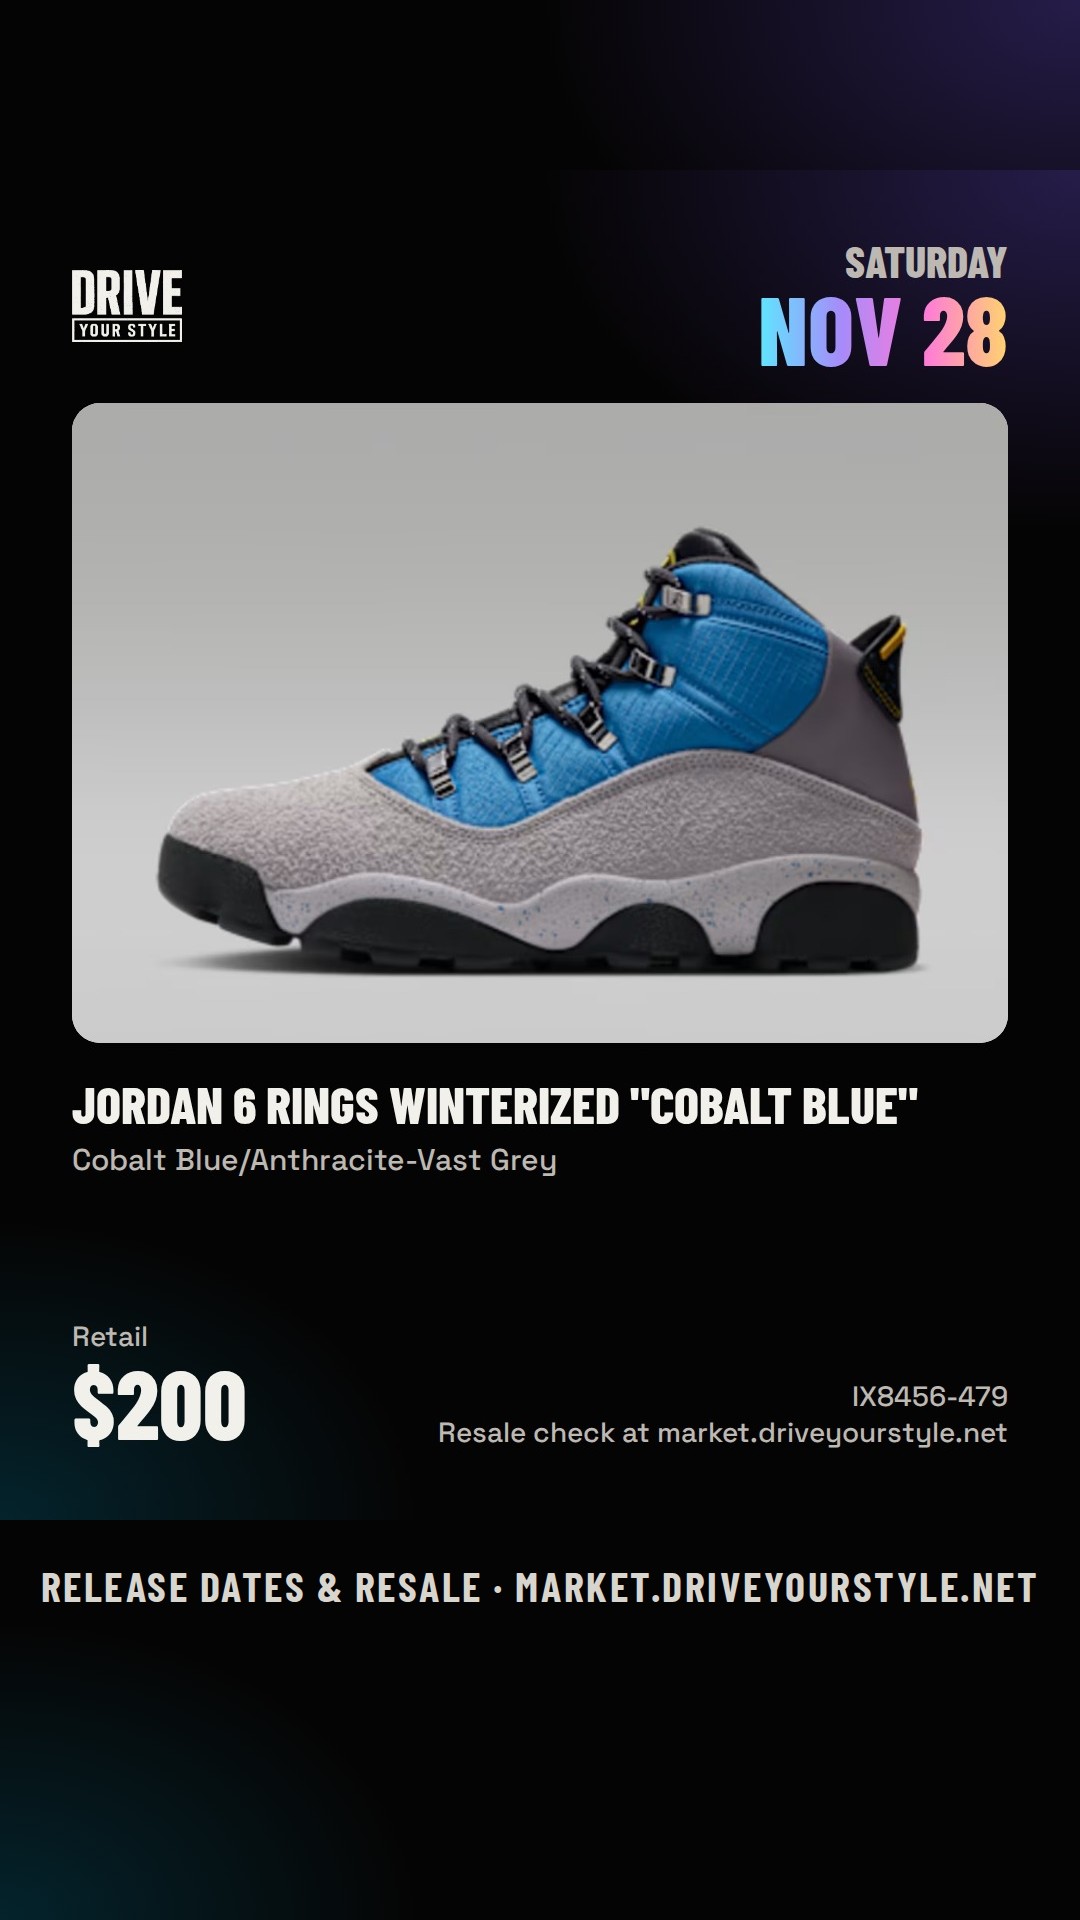 DRIVE
YOUR STYLE
SATURDAY
NOV 28
JORDAN 6 RINGS WINTERIZED "COBALT BLUE"
Cobalt Blue/Anthracite-Vast Grey
Retail
$200
IX8456-479
Resale check at market.driveyourstyle.net
RELEASE DATES & RESALE · MARKET.DRIVEYOURSTYLE.NET